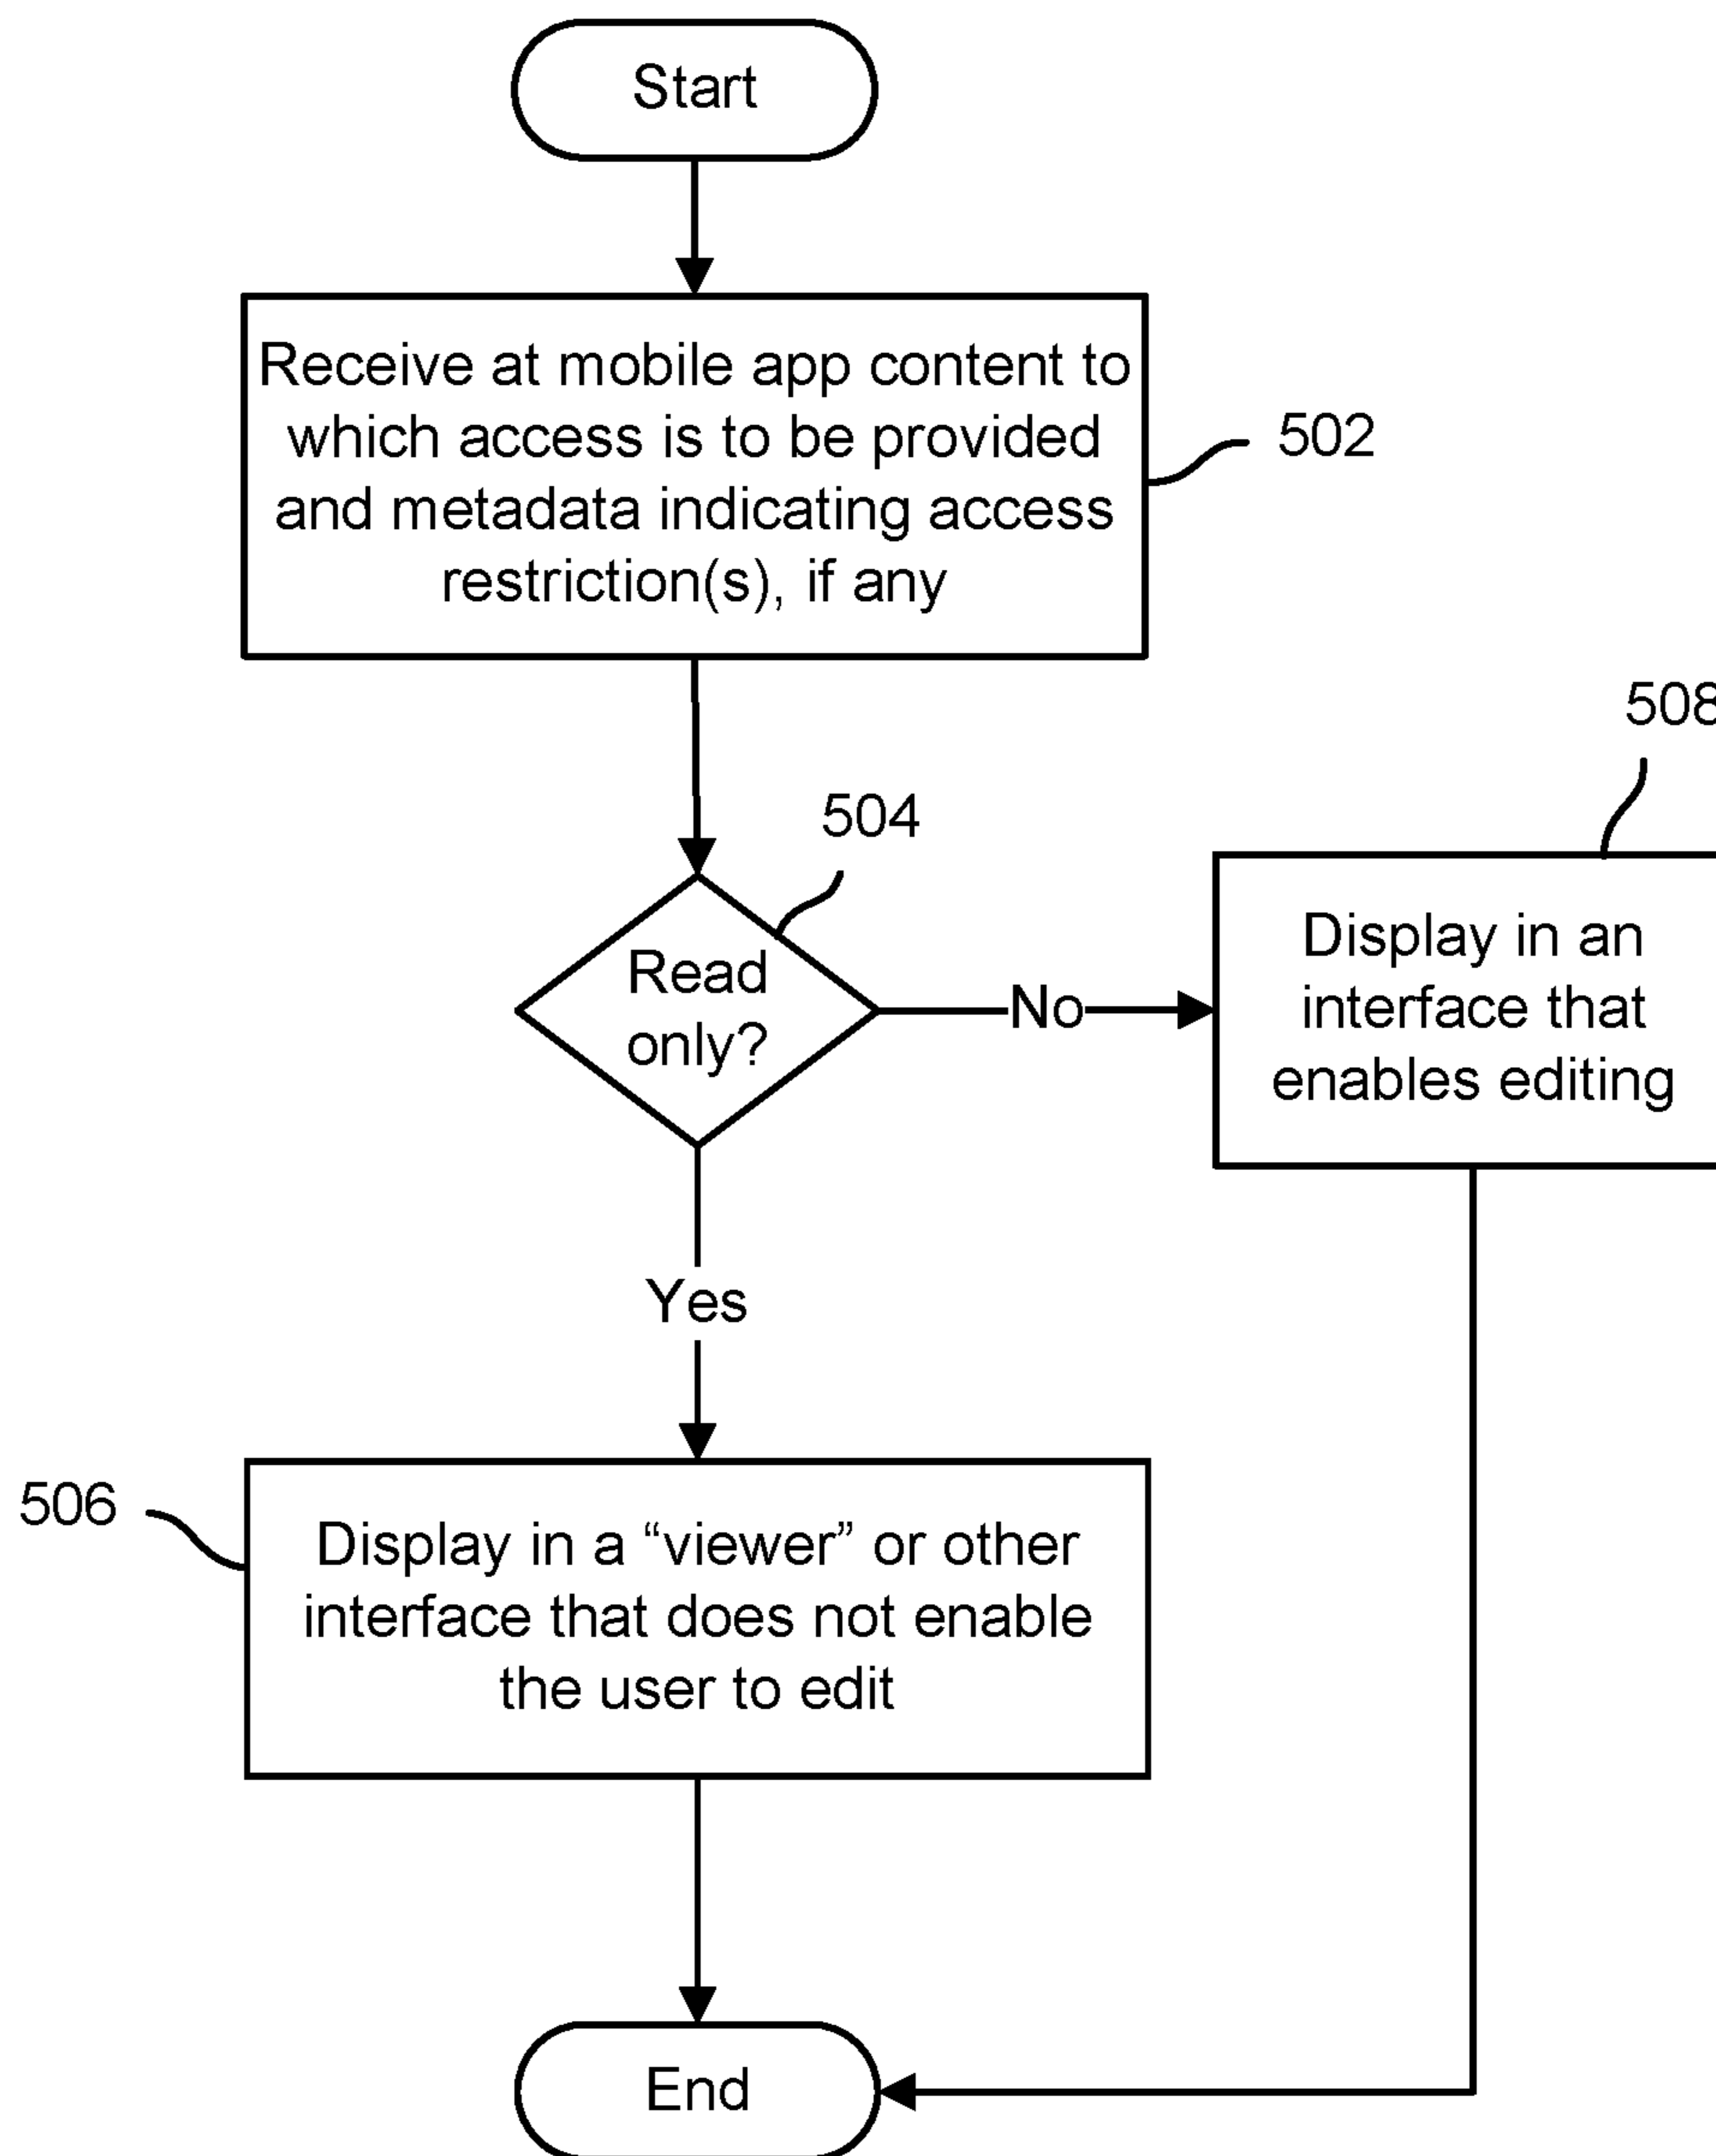 Start
Receive at mobile app content to
which access is to be provided
and metadata indicating access
restriction(s), if any
502
508
504
Read
only?
No
Display in an
interface that
enables editing
Yes
506
Display in a “viewer” or other
interface that does not enable
the user to edit
End